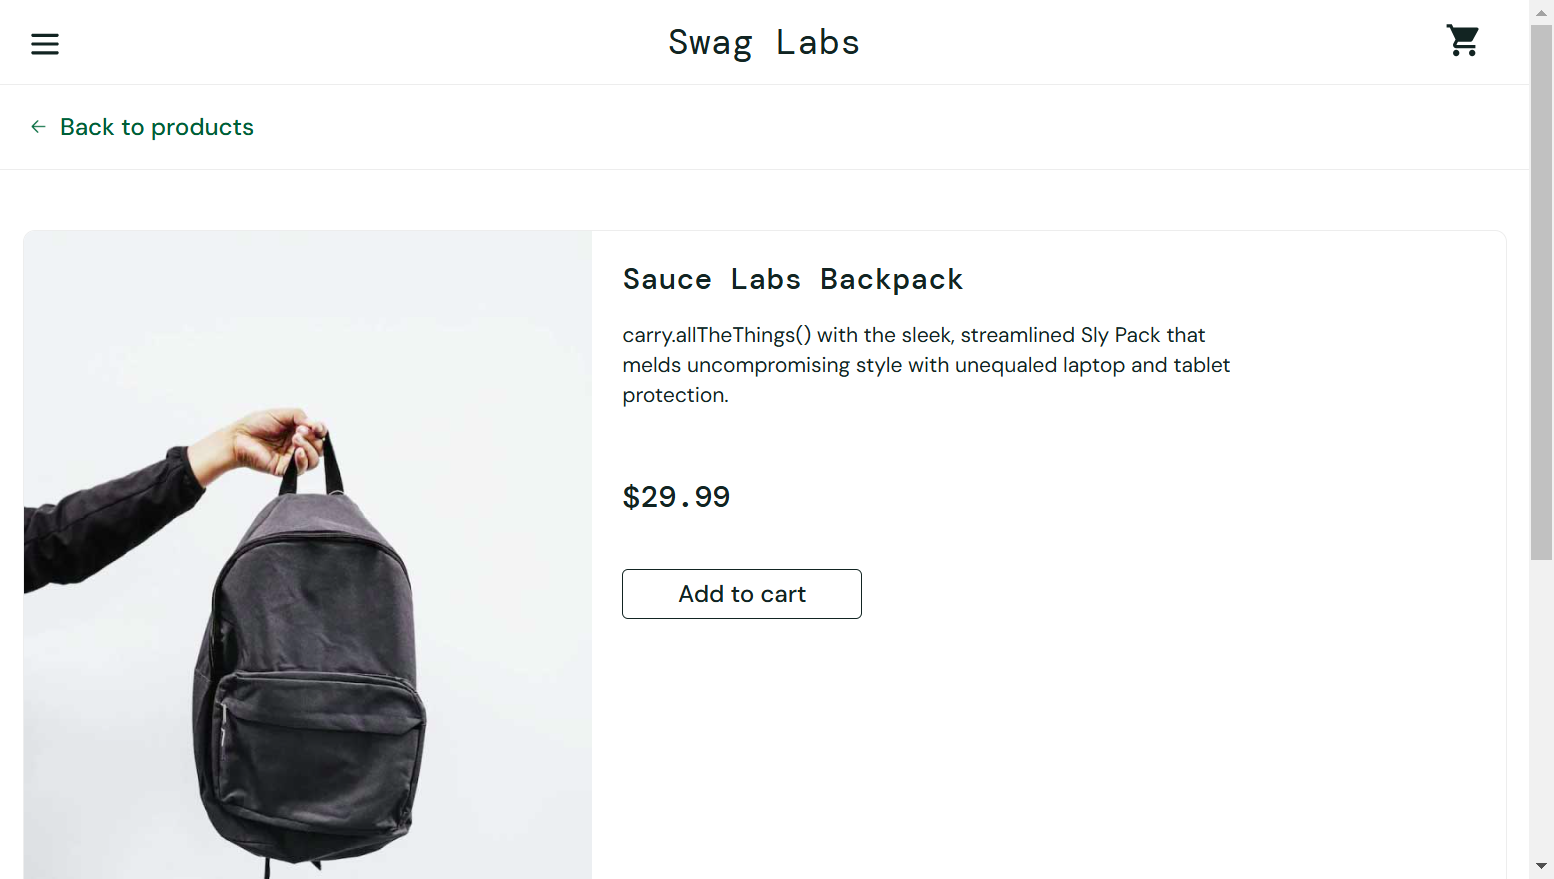 Swag Labs
Back to products
Sauce Labs Backpack
carry.allTheThings() with the sleek, streamlined Sly Pack that
melds uncompromising style with unequaled laptop and tablet
protection.
$29.99
Add to cart